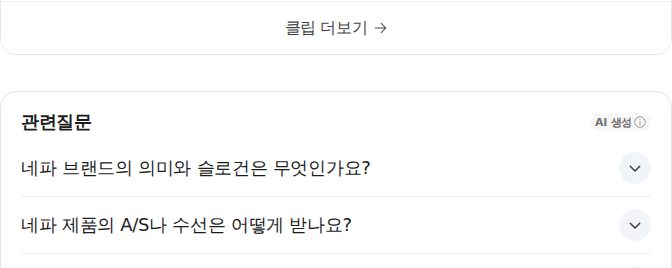 클립 더보기 →
관련질문
AI 생성 ⓘ
네파 브랜드의 의미와 슬로건은 무엇인가요?
네파 제품의 A/S나 수선은 어떻게 받나요?